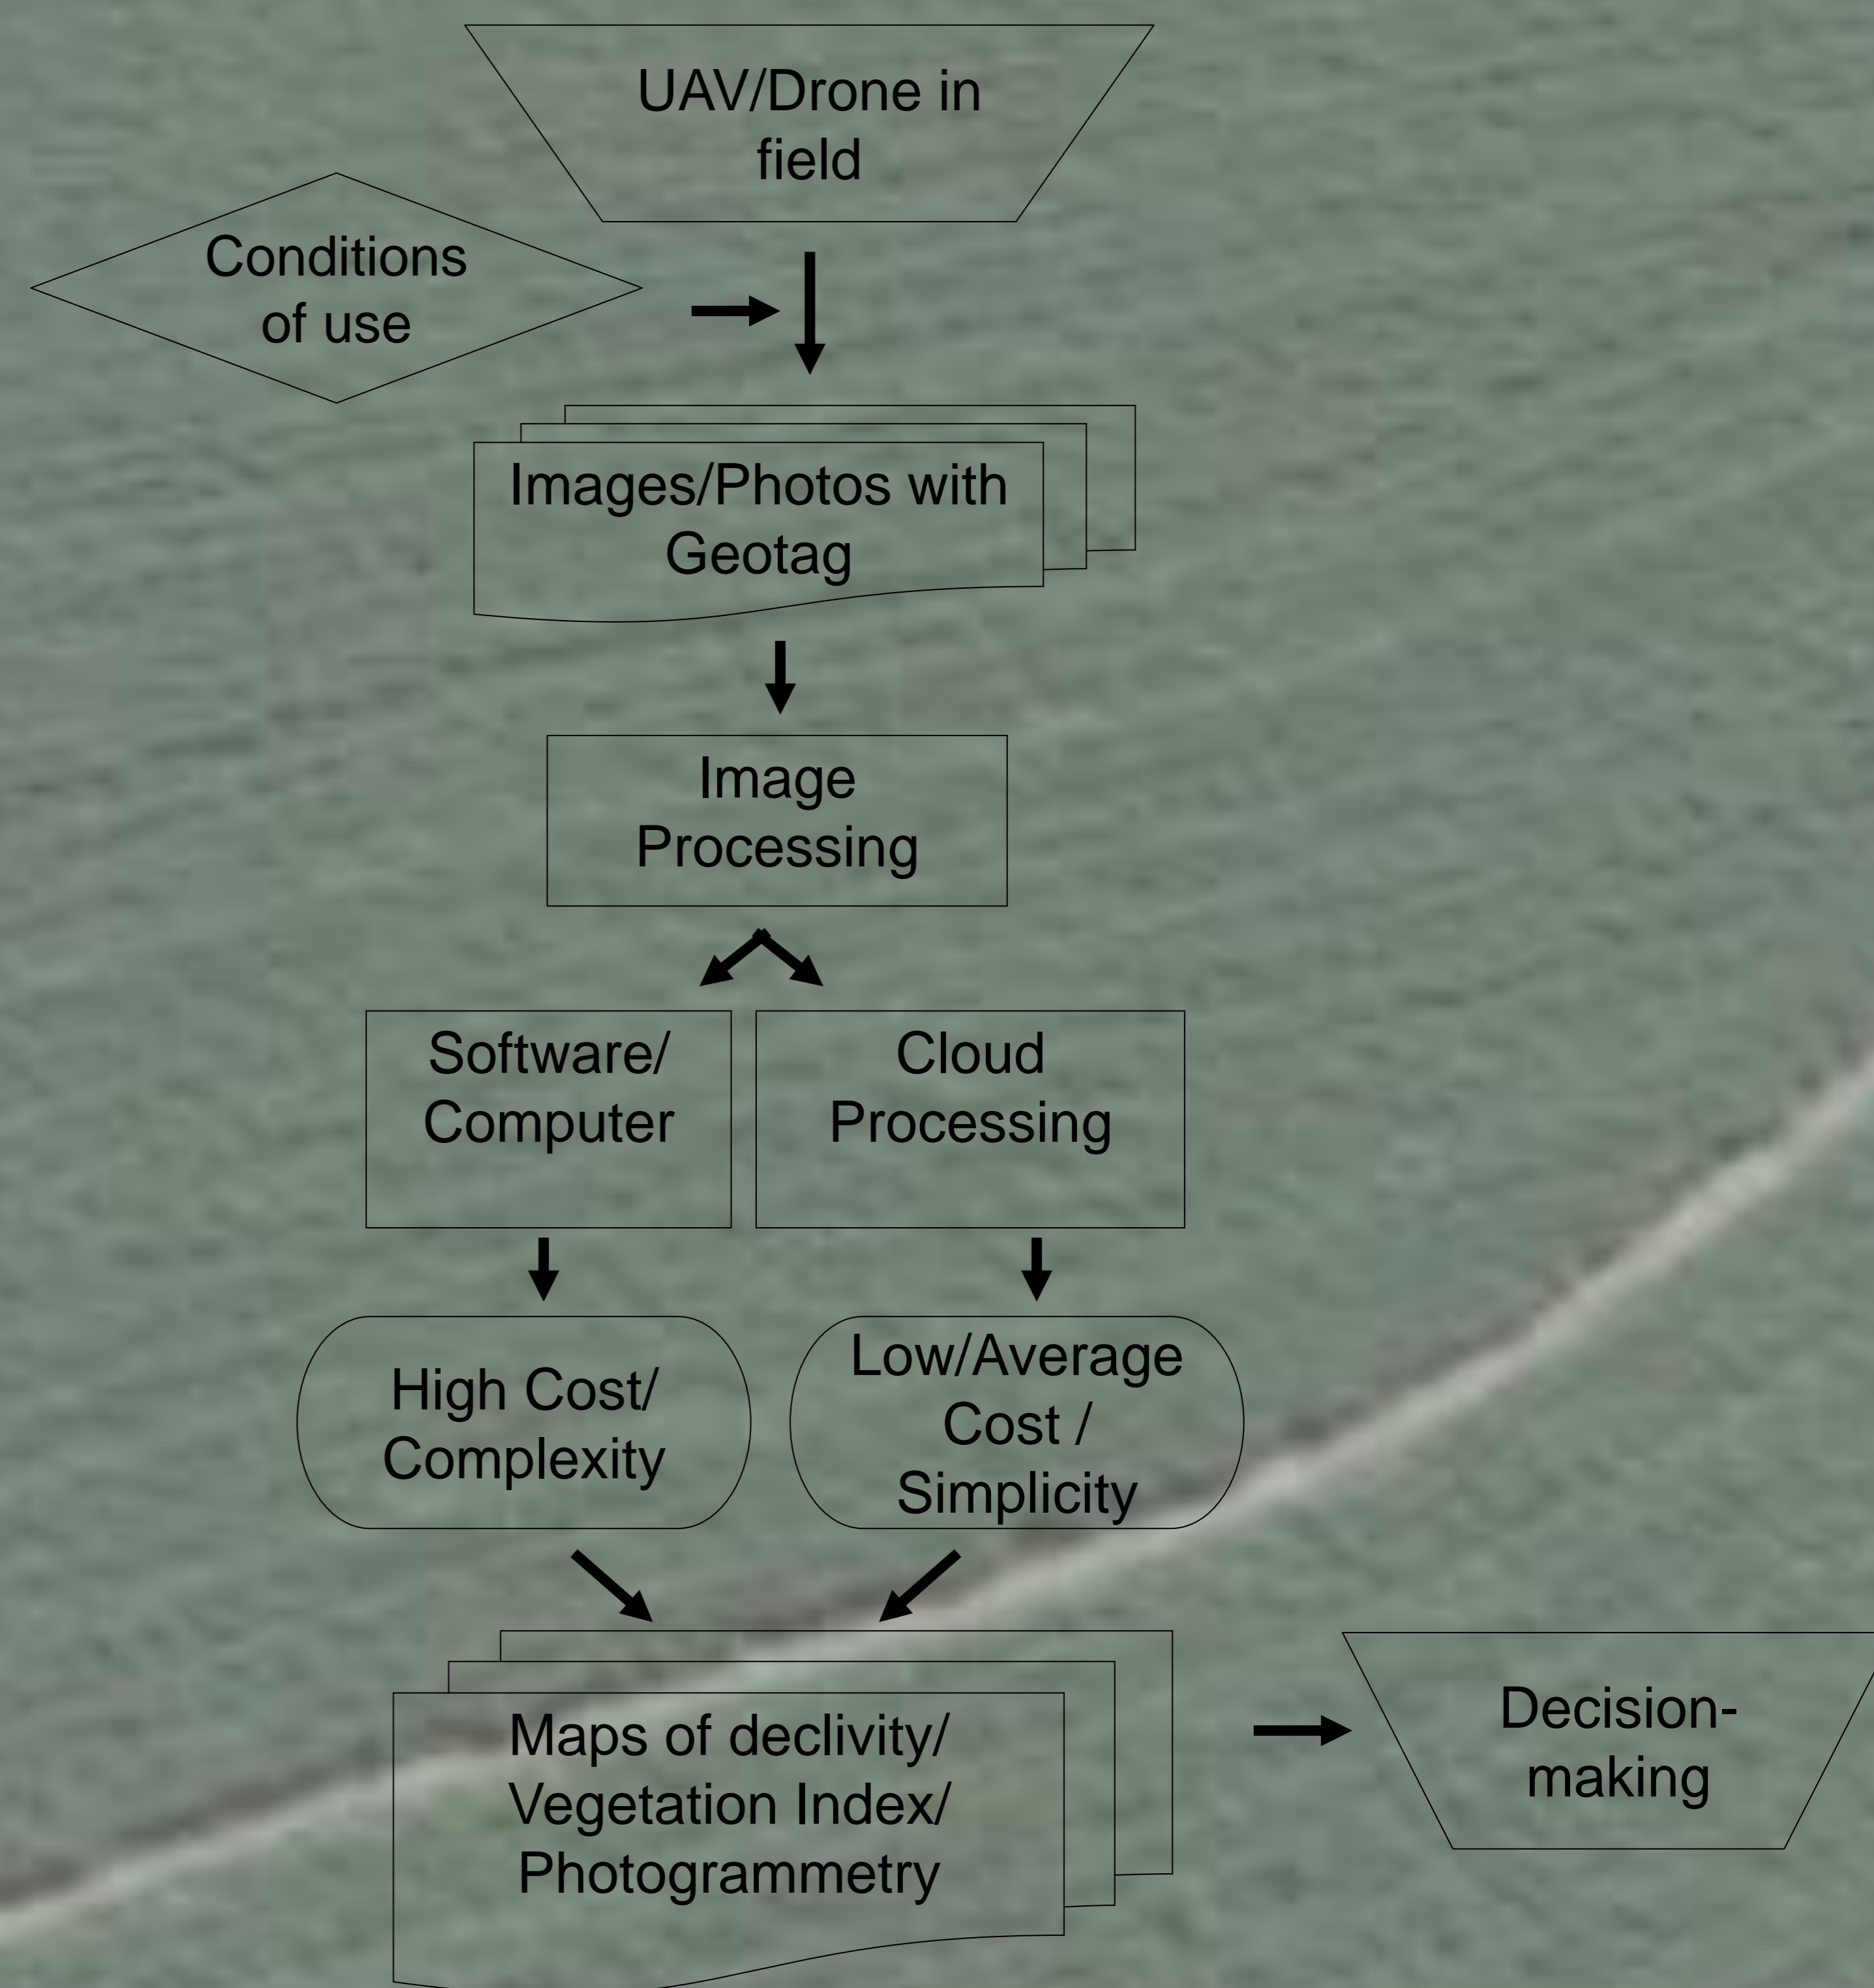 UAV/Drone in
field
Conditions
of use
Images/Photos with
Geotag
Image
Processing
Software/
Computer
Cloud
Processing
High Cost/
Complexity
Low/Average
Cost /
Simplicity
Maps of declivity/
Vegetation Index/
Photogrammetry
Decision-
making